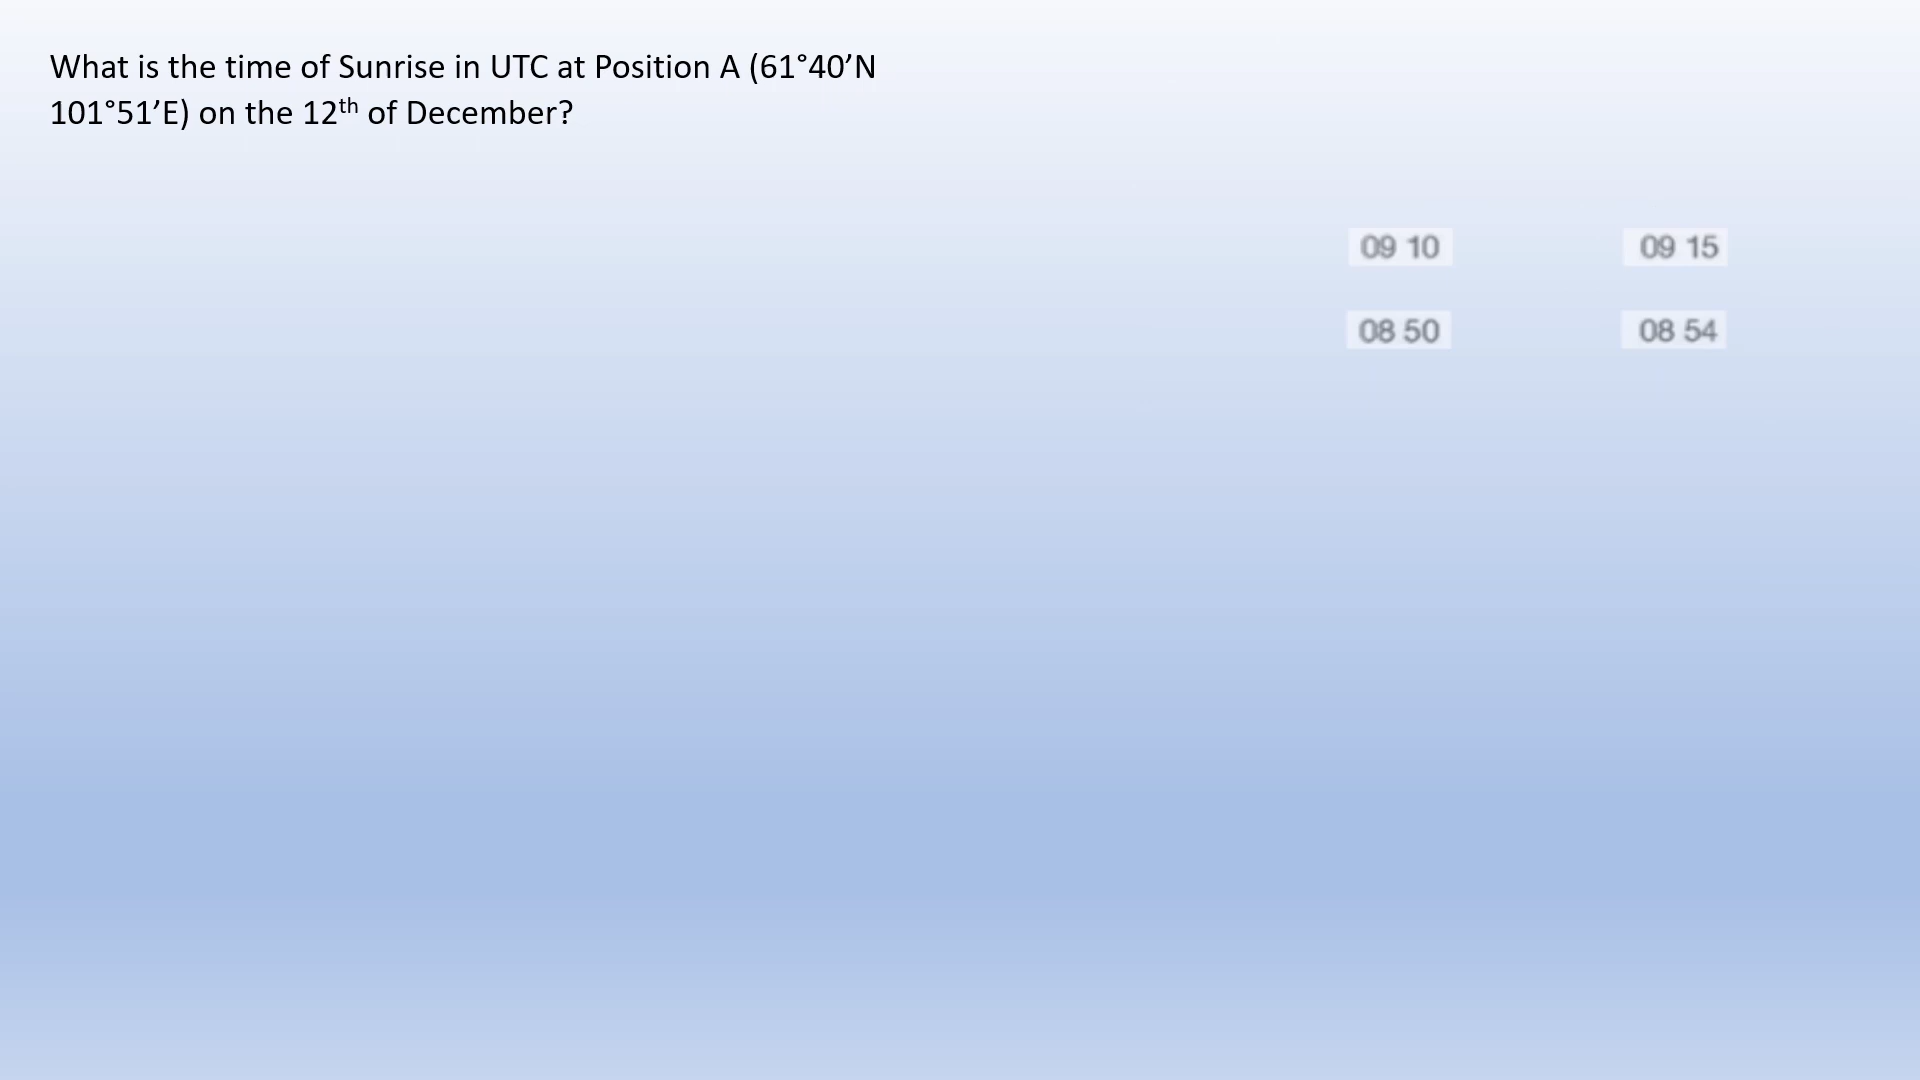 What is the time of Sunrise in UTC at Position A (61°40’N
101°51’E) on the 12th of December?
09 10 09 15
08 50 08 54